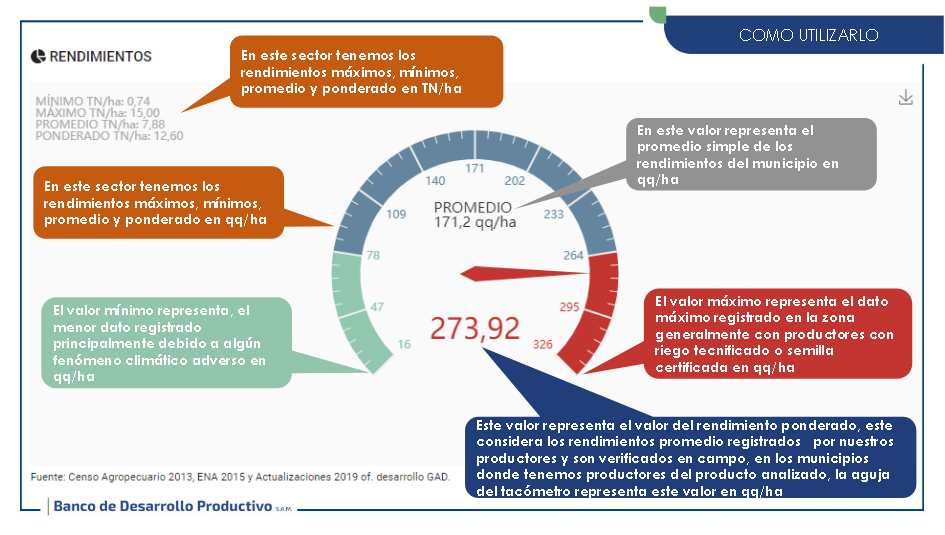 COMO UTILIZARLO
RENDIMIENTOS
En este sector tenemos los
rendimientos máximos, mínimos,
promedio y ponderado en TN/ha
MÍNIMO TN/ha: 0,74
MÁXIMO TN/ha: 15,00
PROMEDIO TN/ha: 7,88
PONDERADO TN/ha: 12,60
En este valor representa el
promedio simple de los
rendimientos del municipio en
qq/ha
En este sector tenemos los
rendimientos máximos, mínimos,
promedio y ponderado en qq/ha
171
140
202
109
233
PROMEDIO
171,2 qq/ha
78
264
47
295
16
326
273,92
El valor mínimo representa, el
menor dato registrado
principalmente debido a algún
fenómeno climático adverso en
qq/ha
El valor máximo representa el dato
máximo registrado en la zona
generalmente con productores con
riego tecnificado o semilla
certificada en qq/ha
Este valor representa el valor del rendimiento ponderado, este
considera los rendimientos promedio registrados por nuestros
productores y son verificados en campo, en los municipios
donde tenemos productores del producto analizado, la aguja
del tacómetro representa este valor en qq/ha
Fuente: Censo Agropecuario 2013, ENA 2015 y Actualizaciones 2019 of. desarrollo GAD.
Banco de Desarrollo Productivo S.A.M.